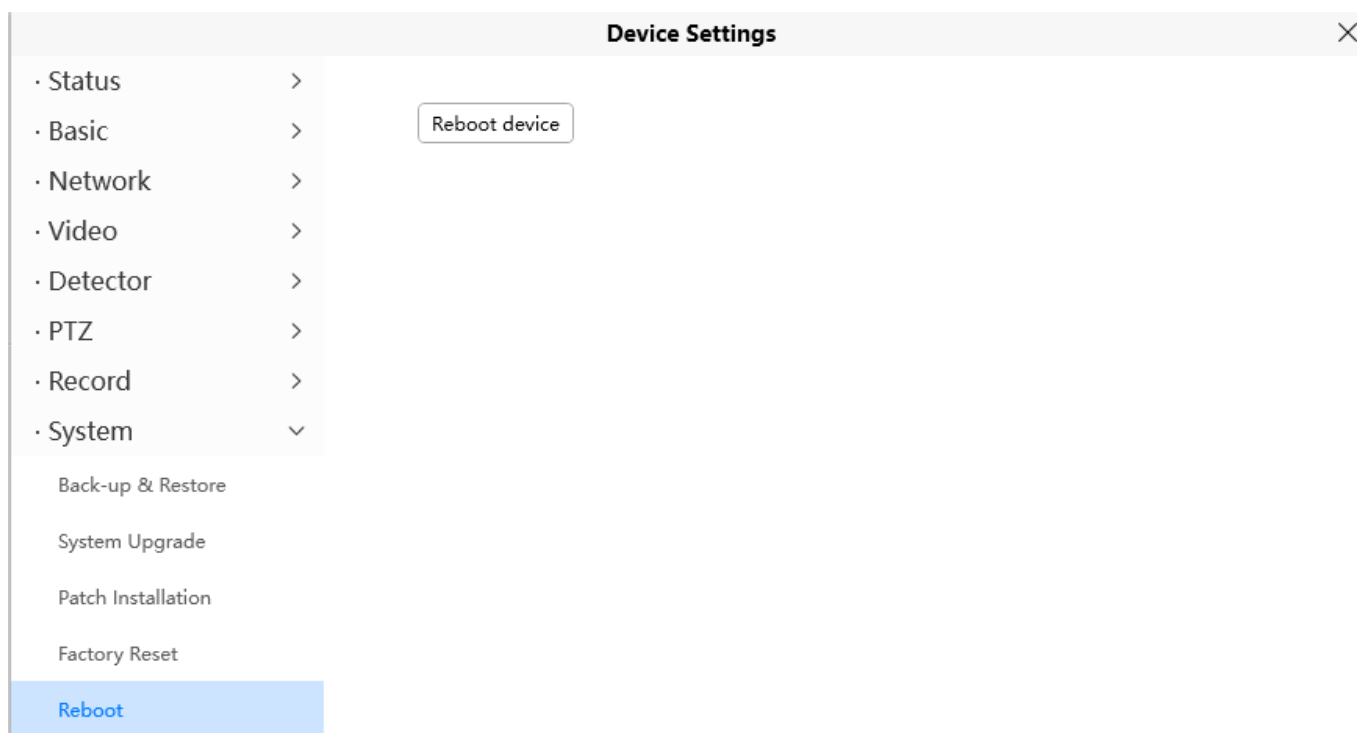 Device Settings
· Status
· Basic
· Network
· Video
· Detector
· PTZ
· Record
· System
Back-up & Restore
System Upgrade
Patch Installation
Factory Reset
Reboot
Reboot device